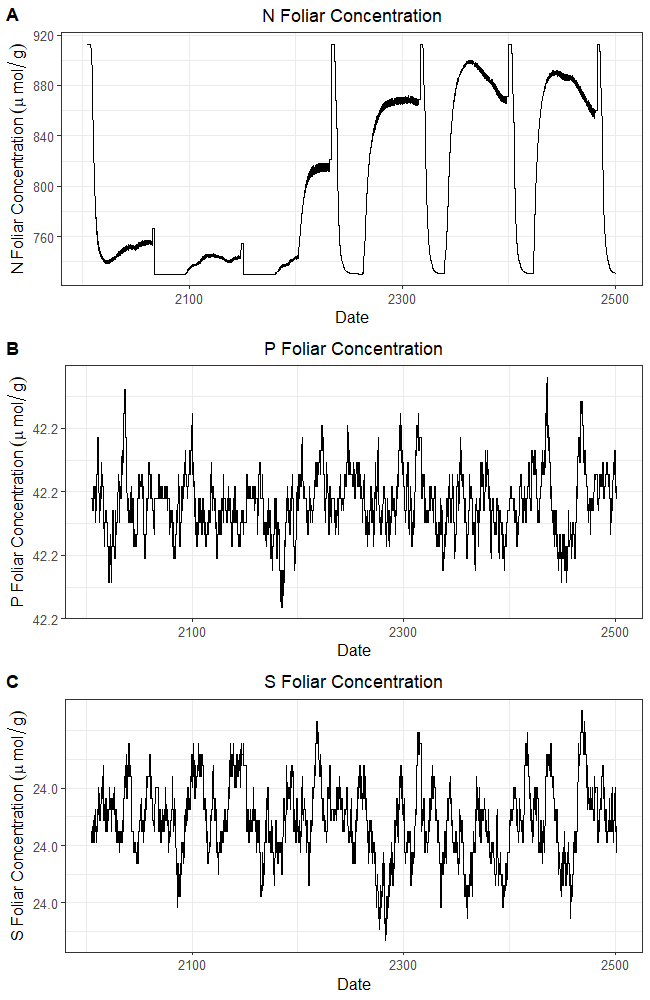 A
N Foliar Concentration
N Foliar Concentration (μ mol/g)
920
880
840
800
760
2100
2300
2500
Date
B
P Foliar Concentration
P Foliar Concentration (μ mol/g)
42.2
42.2
42.2
42.2
2100
2300
2500
Date
C
S Foliar Concentration
S Foliar Concentration (μ mol/g)
24.0
24.0
24.0
2100
2300
2500
Date